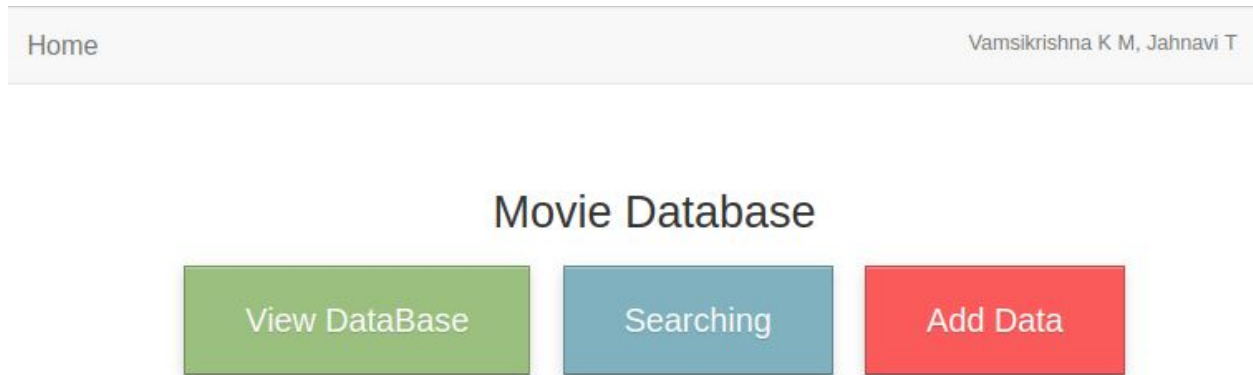 Home Vamsikrishna K M, Jahnavi T
Movie Database
View DataBase Searching Add Data